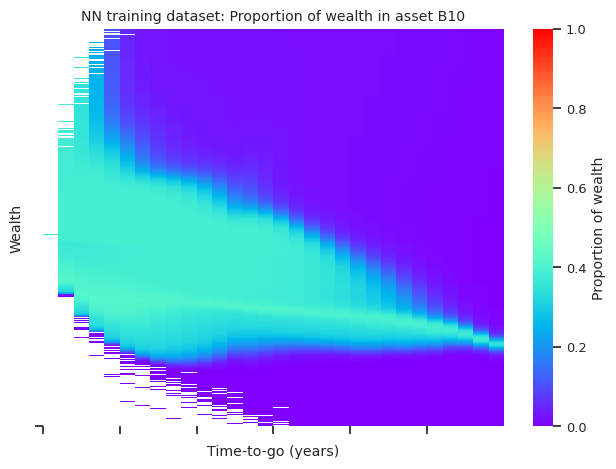 NN training dataset: Proportion of wealth in asset B10
Wealth
Time-to-go (years)
1.0
0.8
0.6
0.4
0.2
0.0
Proportion of wealth